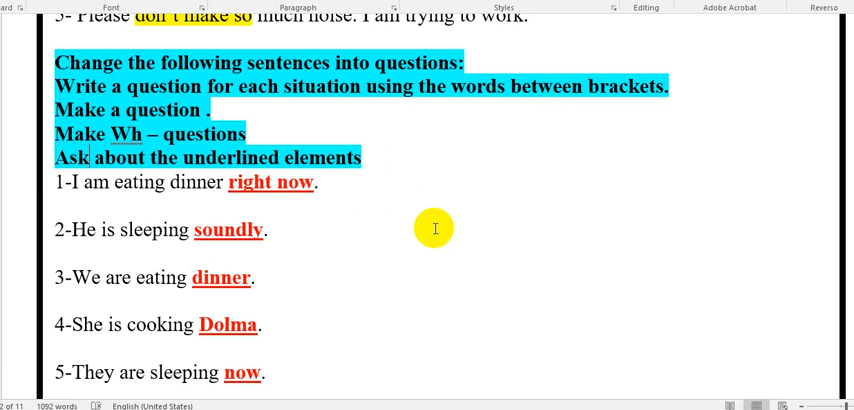 ard Font Paragraph Styles Editing Adobe Acrobat Reverso
5- Please don't make so much noise. I am trying to work.
Change the following sentences into questions:
Write a question for each situation using the words between brackets.
Make a question .
Make Wh – questions
Ask about the underlined elements
1-I am eating dinner right now.
2-He is sleeping soundly.
3-We are eating dinner.
4-She is cooking Dolma.
5-They are sleeping now.
2 of 11 1092 words English (United States)